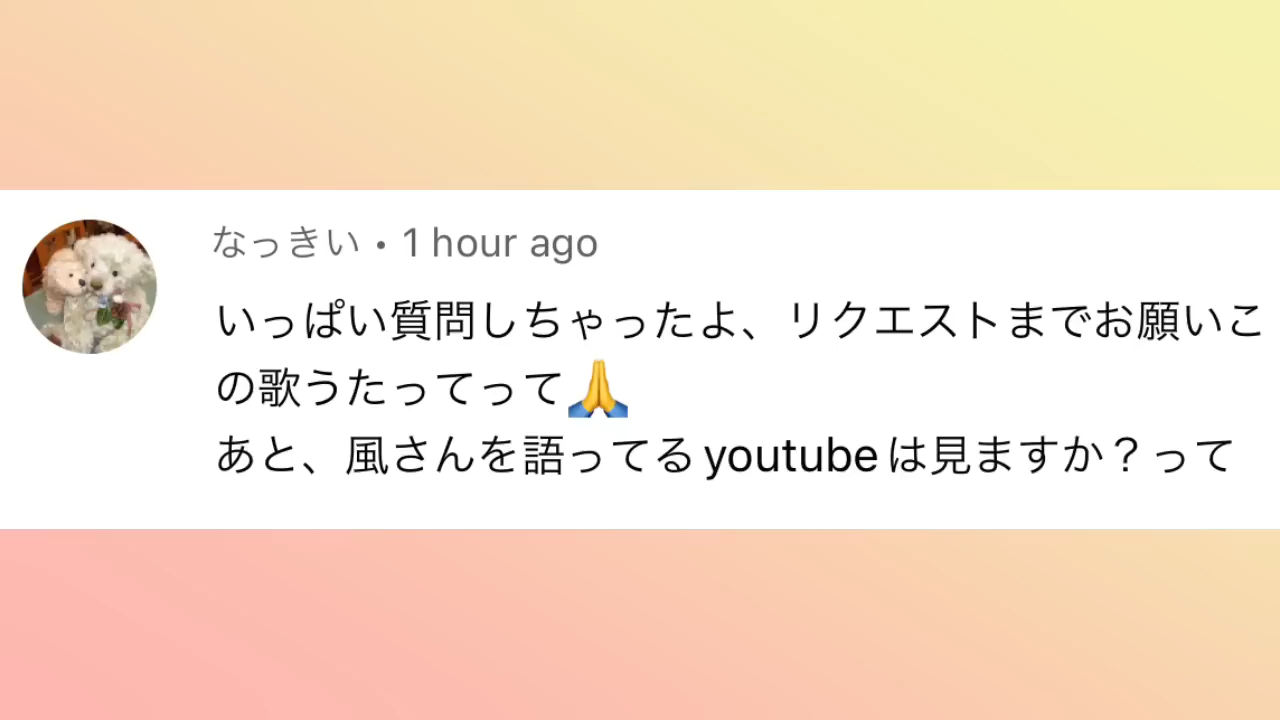 なっきい • 1 hour ago
いっぱい質問しちゃったよ、リクエストまでお願いこ
の歌うたってって🙏
あと、風さんを語ってるyoutubeは見ますか？って